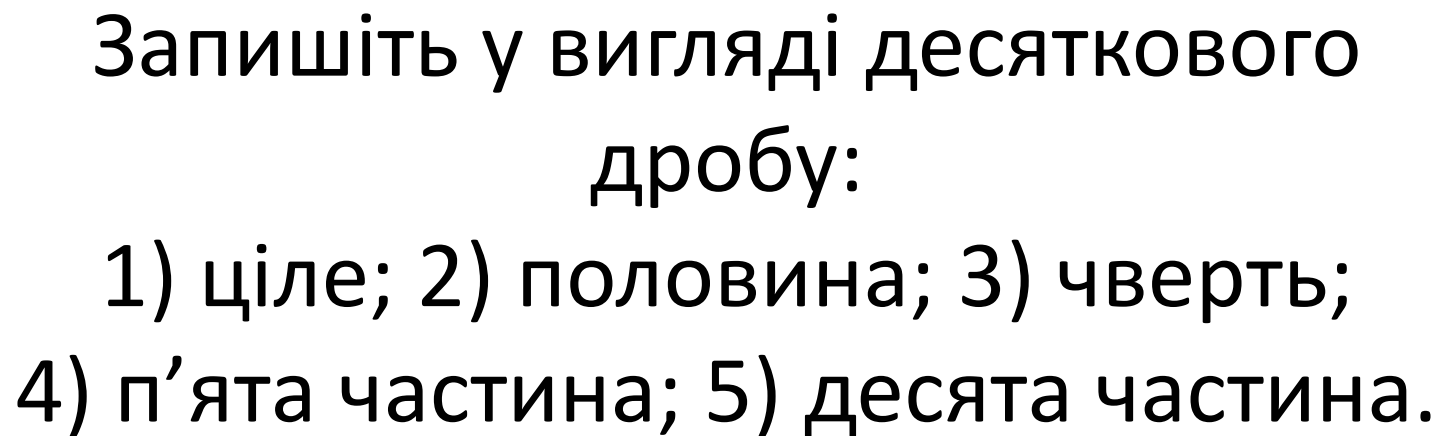 Запишіть у вигляді десяткового
дробу:
1) ціле; 2) половина; 3) чверть;
4) п’ята частина; 5) десята частина.